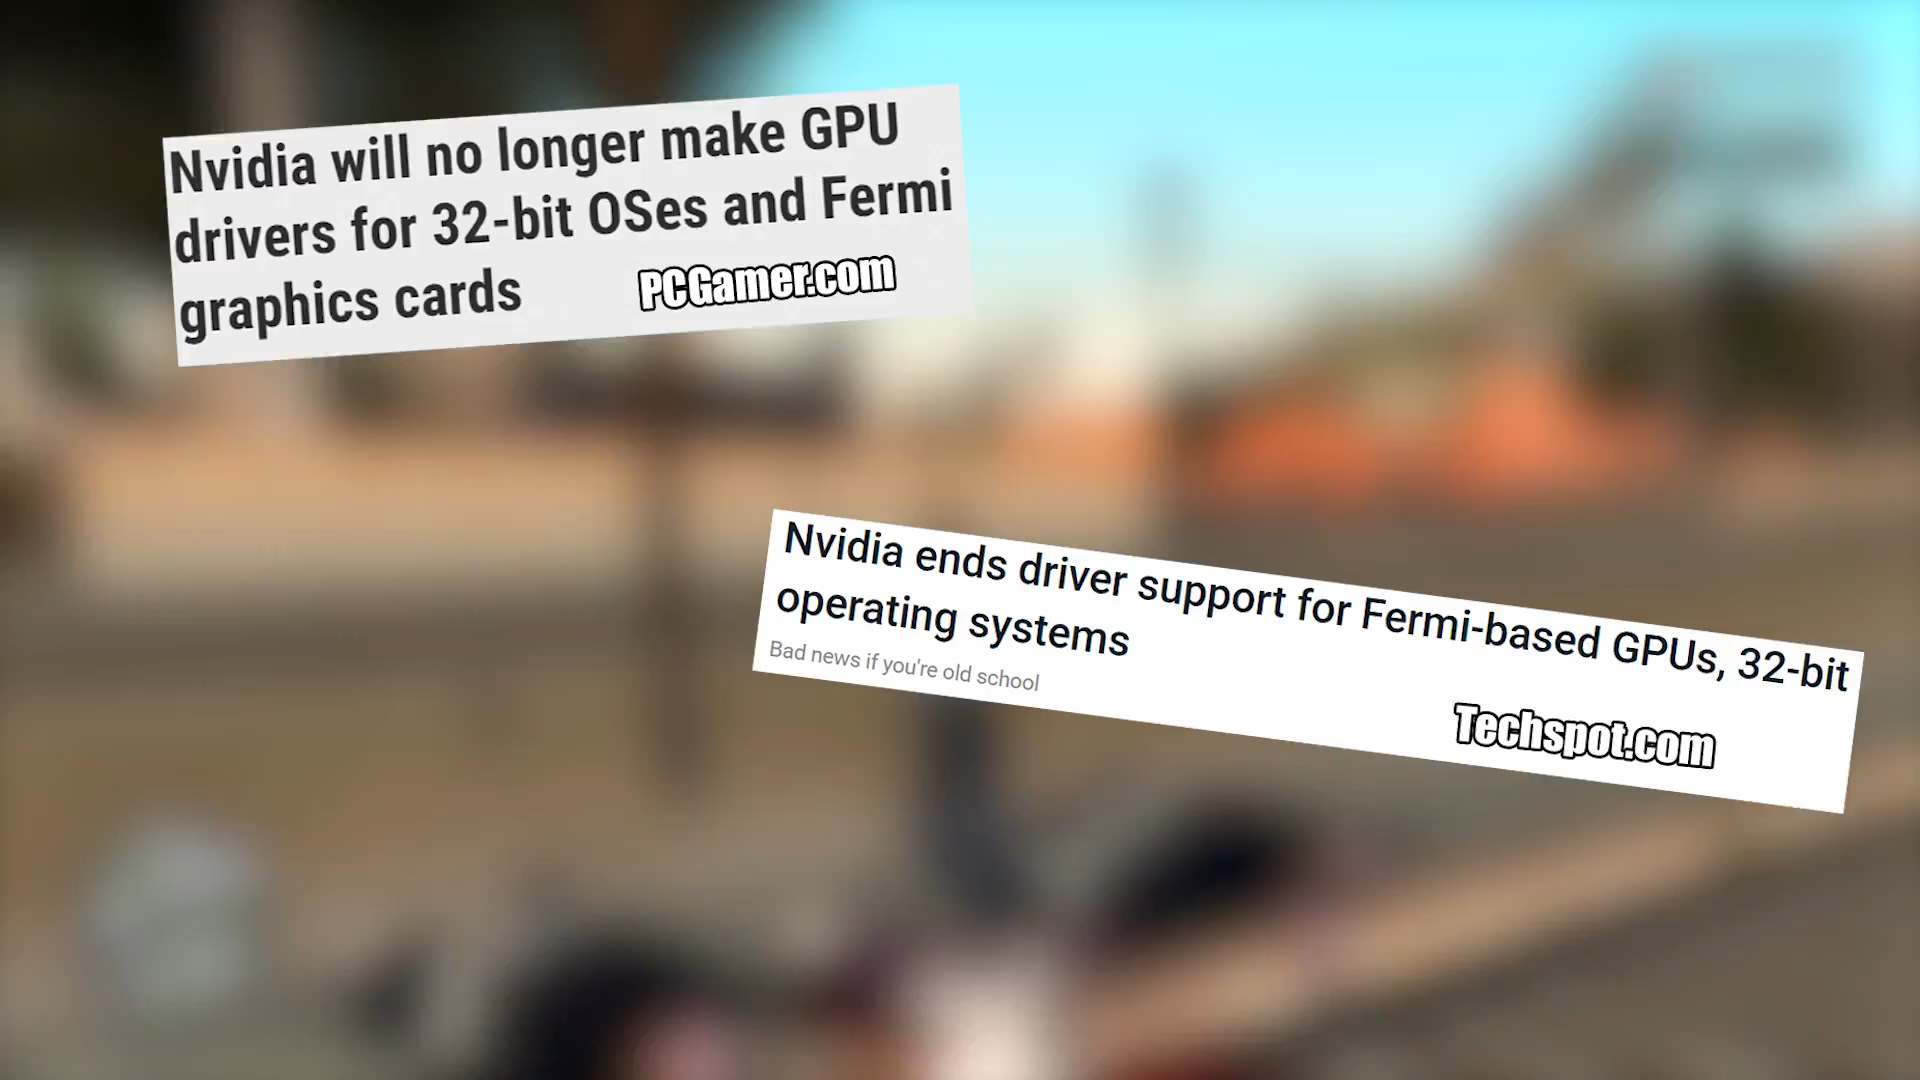 Nvidia will no longer make GPU
drivers for 32-bit OSes and Fermi
graphics cards
PCGamer.com
Nvidia ends driver support for Fermi-based GPUs, 32-bit
operating systems
Bad news if you're old school
Techspot.com